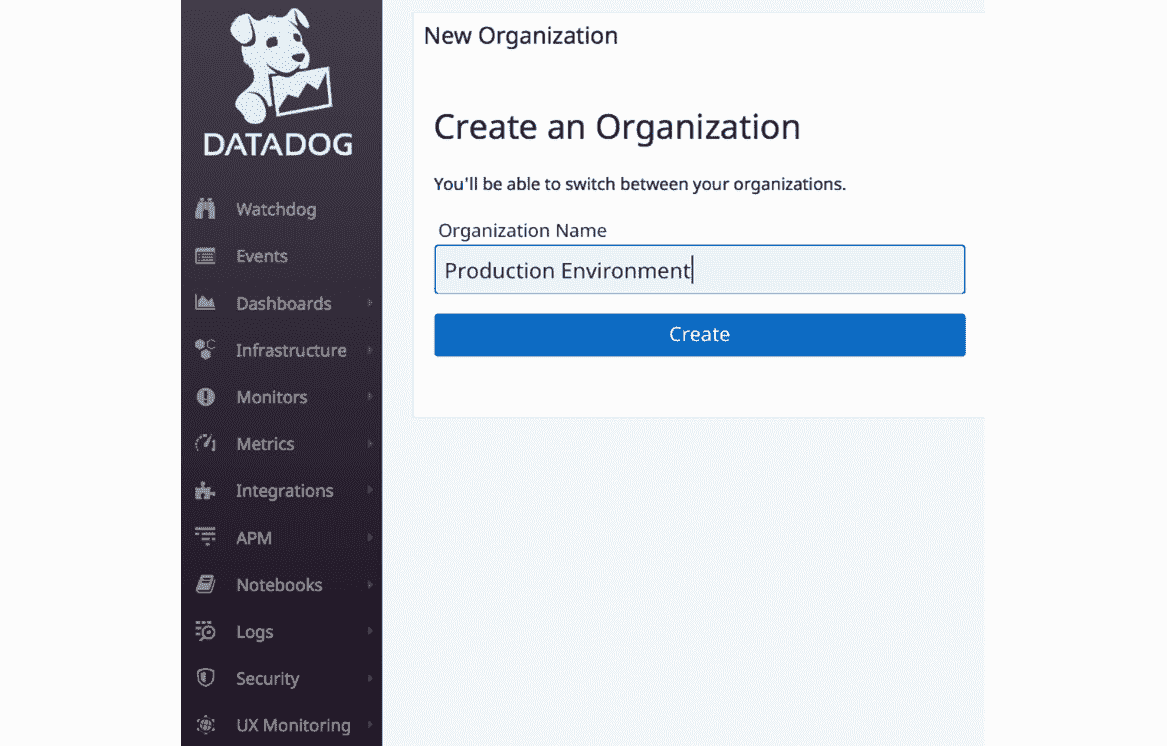 DATADOG
Watchdog
Events
Dashboards
Infrastructure
Monitors
Metrics
Integrations
APM
Notebooks
Logs
Security
UX Monitoring
New Organization
Create an Organization
You'll be able to switch between your organizations.
Organization Name
Production Environment
Create